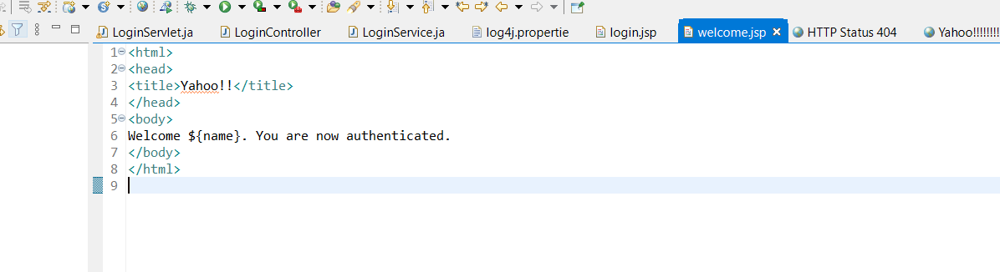 LoginServlet.ja LoginController LoginService.ja log4j.propertie login.jsp welcome.jsp HTTP Status 404 Yahoo!!!!!!!!
1 <html>
2 <head>
3 <title>Yahoo!!</title>
4 </head>
5 <body>
6 Welcome ${name}. You are now authenticated.
7 </body>
8 </html>
9